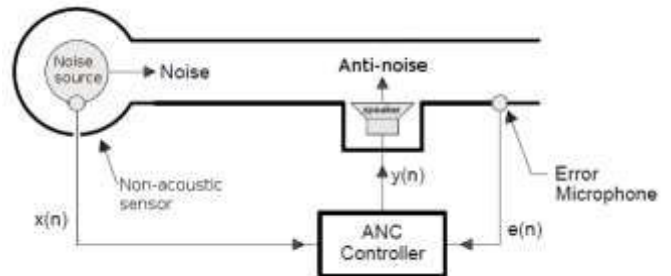 Noise
source
Noise
Anti-noise
speaker
Non-acoustic
sensor
y(n)
Error
Microphone
x(n)
ANC
Controller
e(n)